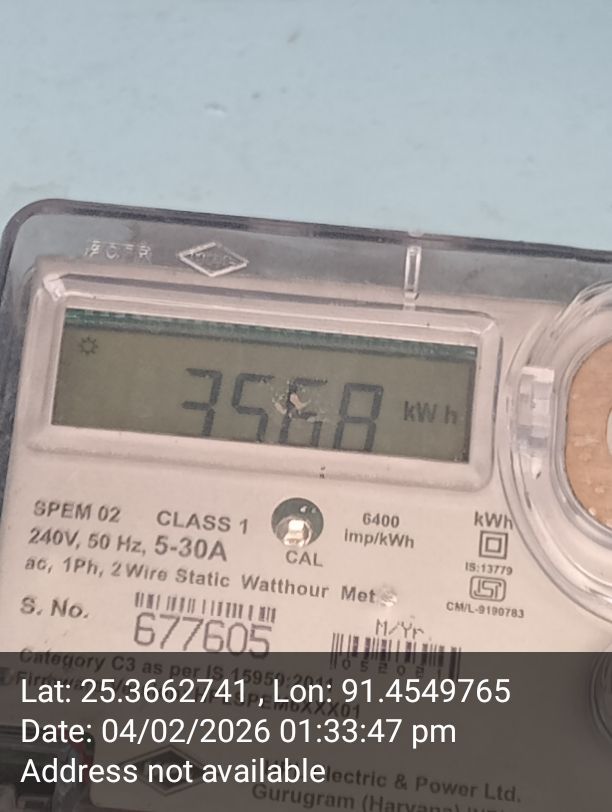 3568 kWh
SPEM 02 CLASS 1
6400 imp/kWh
kWh
240V, 50 Hz, 5-30A
CAL
IS:13779
ac, 1Ph, 2 Wire Static Watthour
CM/L-9190783
S. No.
677605
M/Yr
Category C3 as per IS 15959:2011
Lat: 25.3662741 , Lon: 91.4549765
Date: 04/02/2026 01:33:47 pm
Address not available
Electric & Power Ltd.
Gurugram (Haryana)